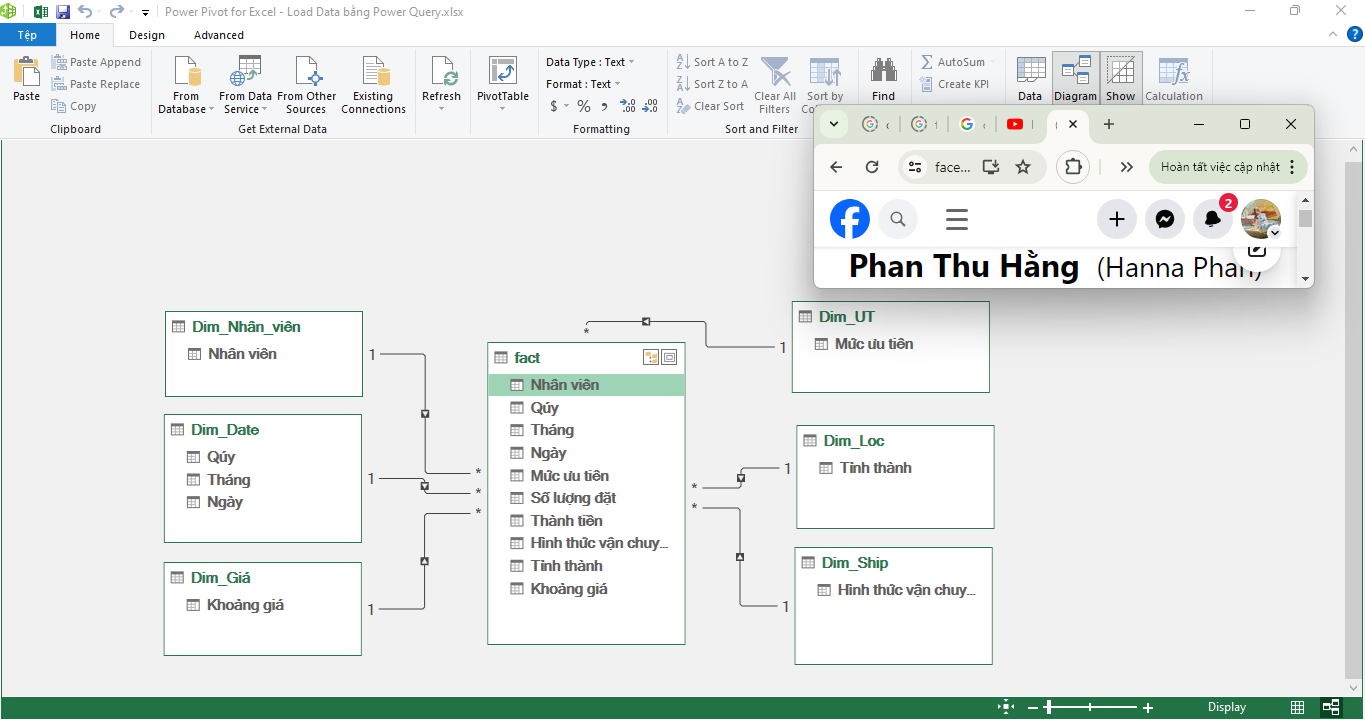 Power Pivot for Excel - Load Data bằng Power Query.xlsx
Tệp Home Design Advanced
Paste
Paste Append
Paste Replace
Copy
Clipboard
From Database
From Data Service
From Other Sources
Existing Connections
Get External Data
Refresh
PivotTable
Data Type : Text
Format : Text
$ % ,
Formatting
Sort A to Z
Sort Z to A
Clear Sort
Clear All Filters
Sort by
Sort and Filter
Find
AutoSum
Create KPI
Data
Diagram
Show
Calculation
face...
Hoàn tất việc cập nhật
2
Phan Thu Hằng (Hanna Phan)
Dim_Nhân_viên
Nhân viên
1
Dim_Date
Qúy
Tháng
Ngày
1
Dim_Giá
Khoảng giá
1
fact
Nhân viên
Qúy
Tháng
Ngày
Mức ưu tiên
Số lượng đặt
Thành tiền
Hình thức vận chuy...
Tỉnh thành
Khoảng giá
* * * * * *
Dim_UT
Mức ưu tiên
1
Dim_Loc
Tỉnh thành
1
Dim_Ship
Hình thức vận chuy...
1
Display